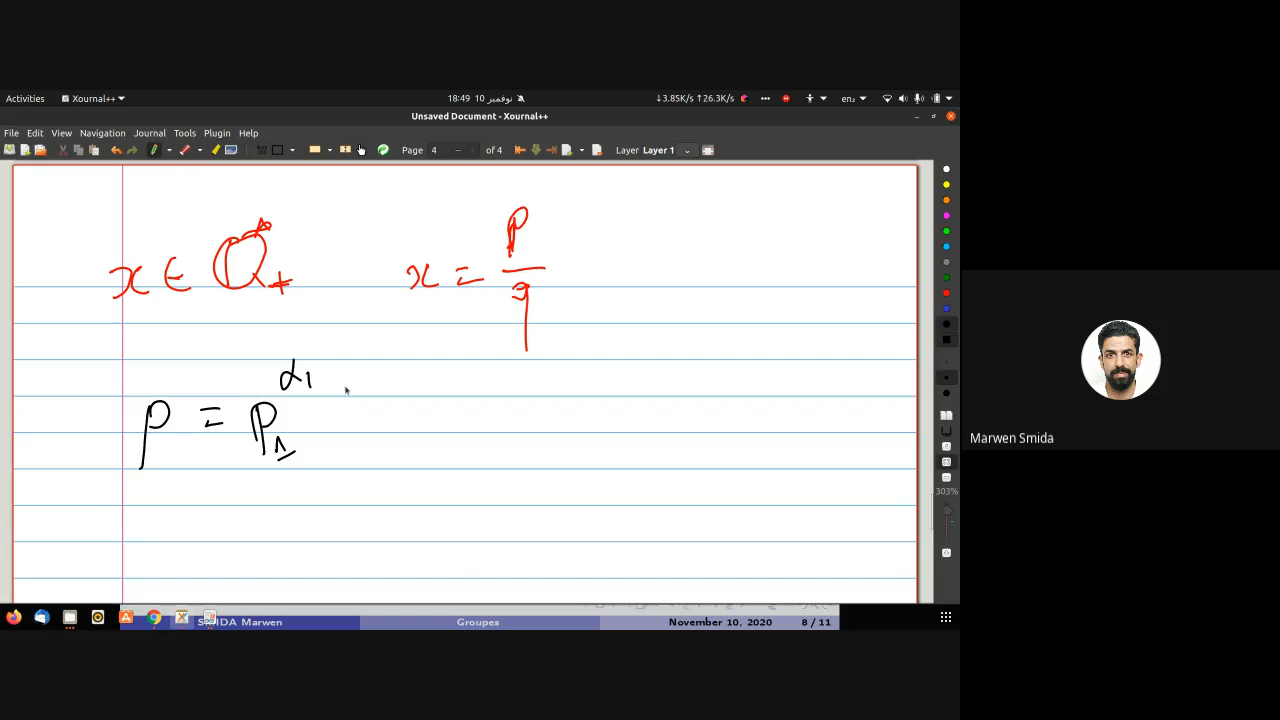 Activities Xournal++ 18:49 10 نوفمبر ↓3.85K/s ↑26.3K/s en₂
Unsaved Document - Xournal++
File Edit View Navigation Journal Tools Plugin Help
Page 4 of 4 Layer Layer 1
x ∈ ℚ*₊ x = p/q
p = p₁^α₁
303%
Marwen Smida
SMIDA Marwen Groupes November 10, 2020 8 / 11